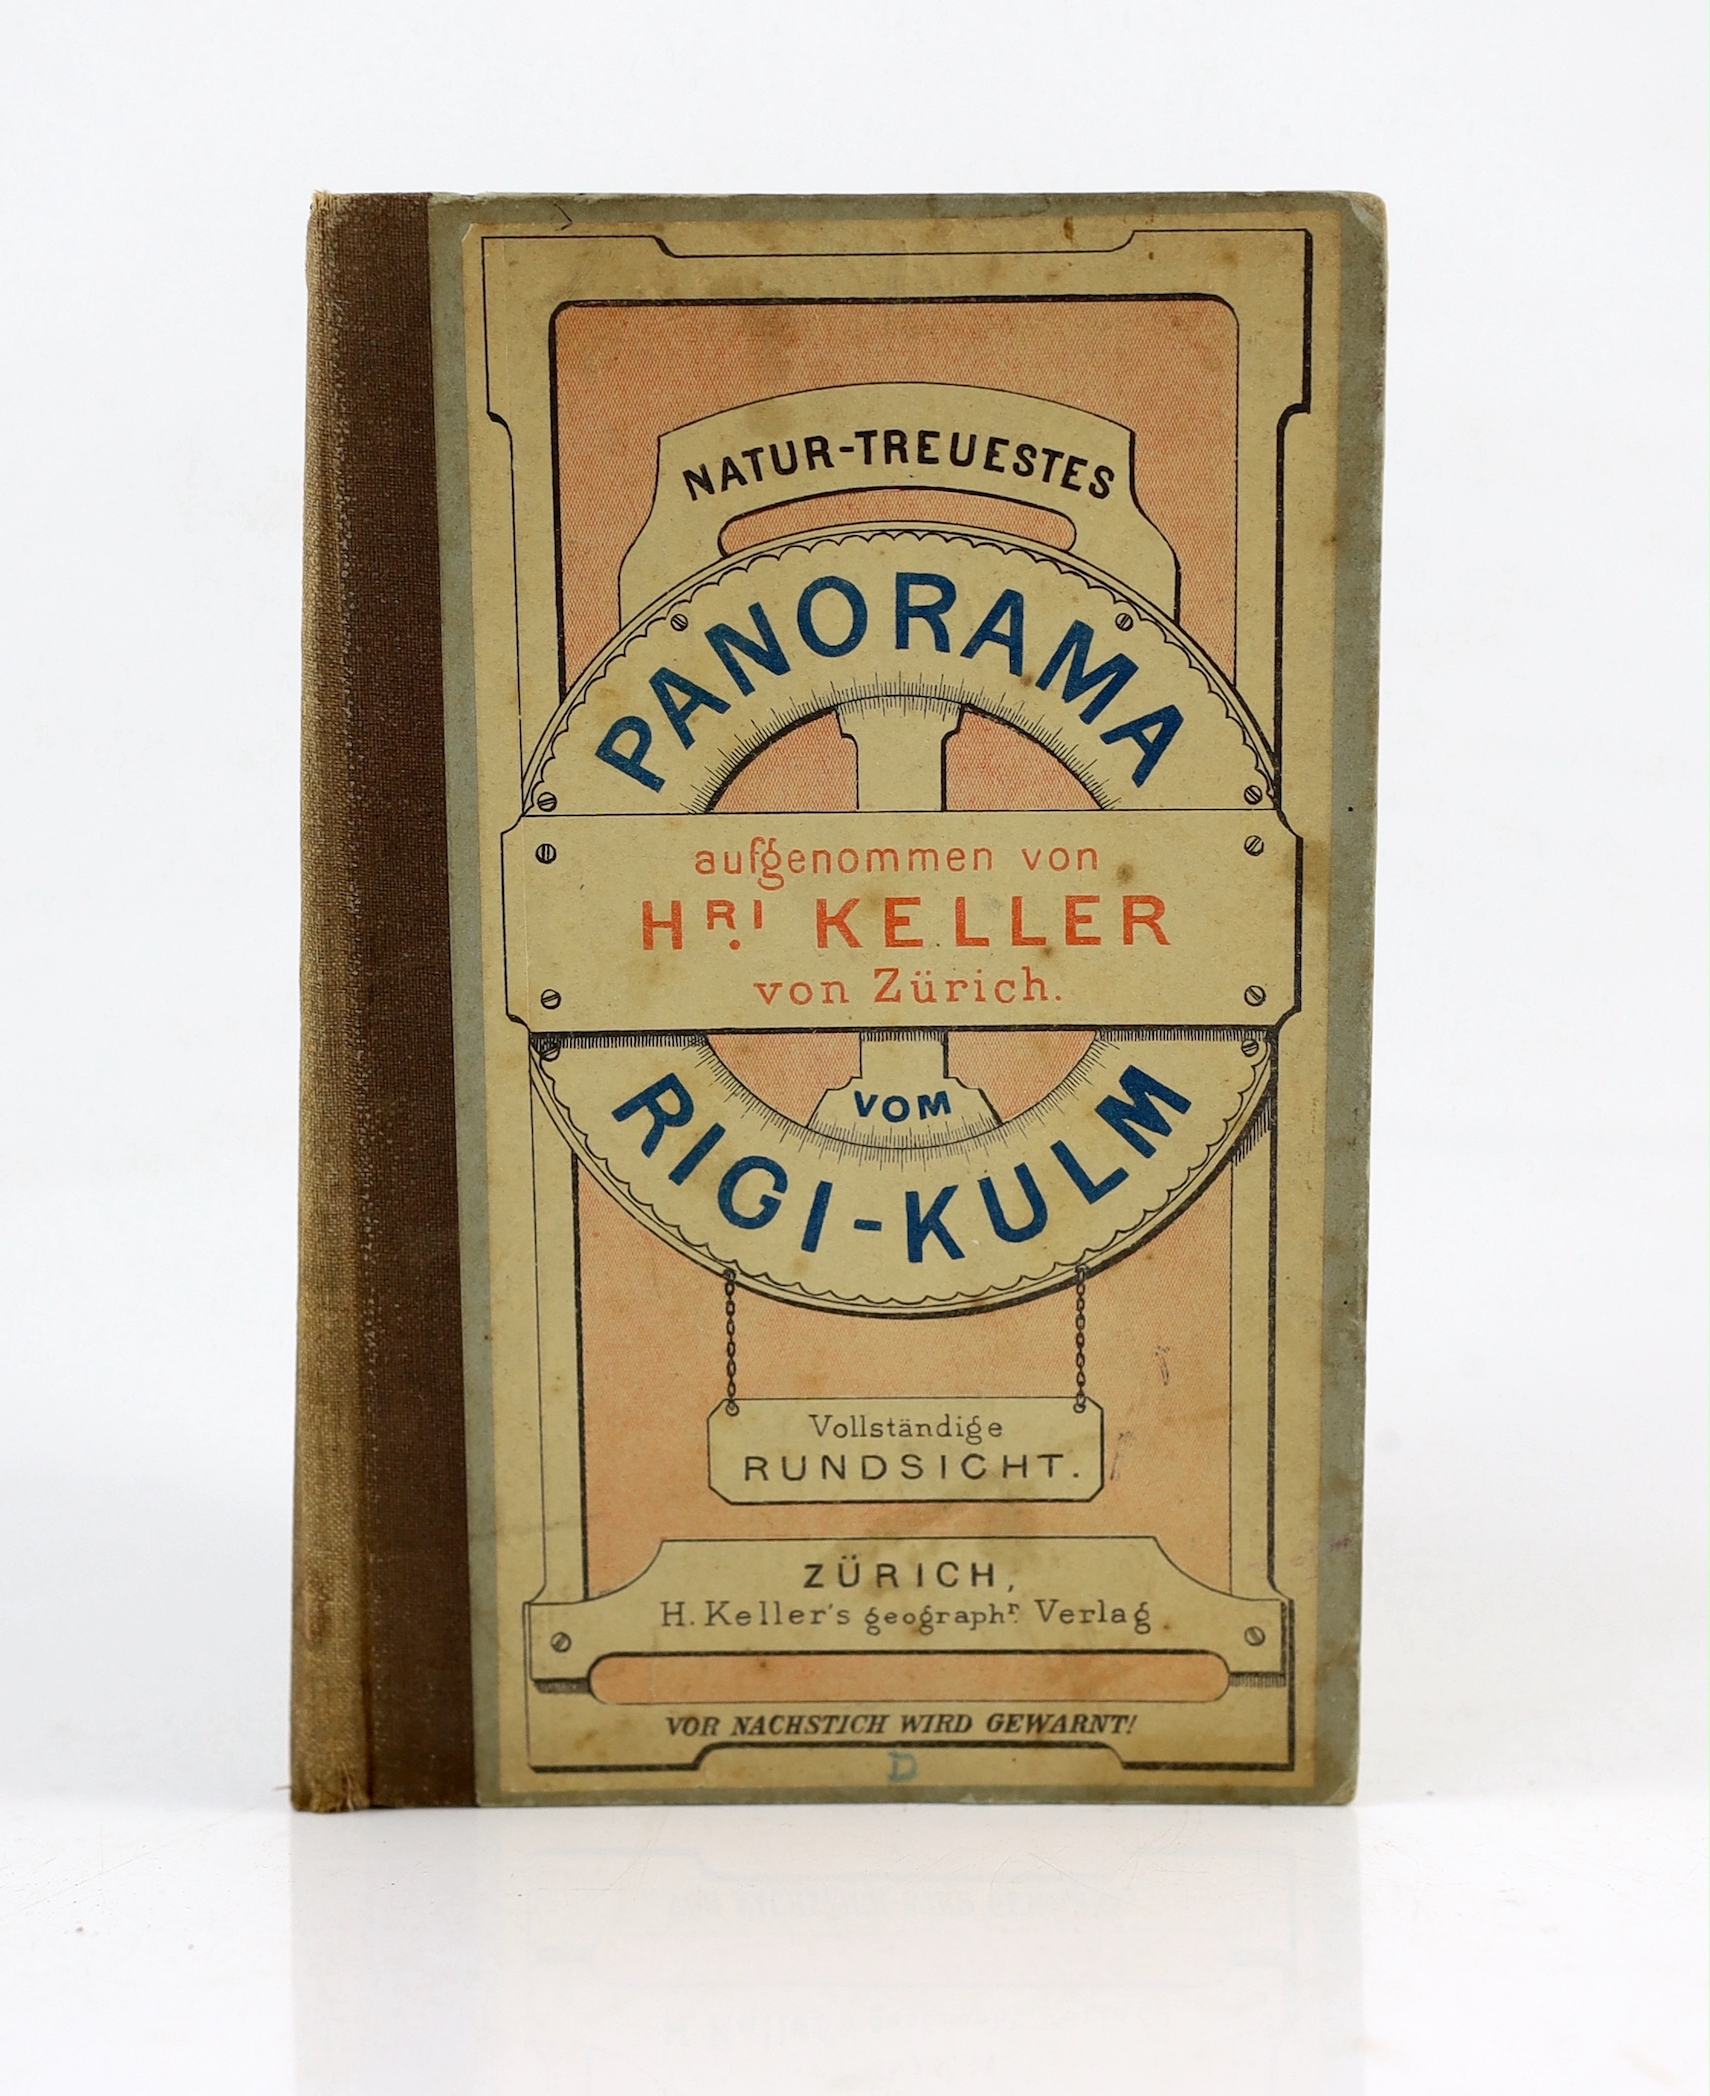 NATUR-TREUESTES
PANORAMA
aufgenommen von
HRI. KELLER
von Zürich.
VOM
RIGI-KULM
Vollständige
RUNDSICHT.
ZÜRICH,
H. Keller's geographr. Verlag
VOR NACHSTICH WIRD GEWARNT!
D